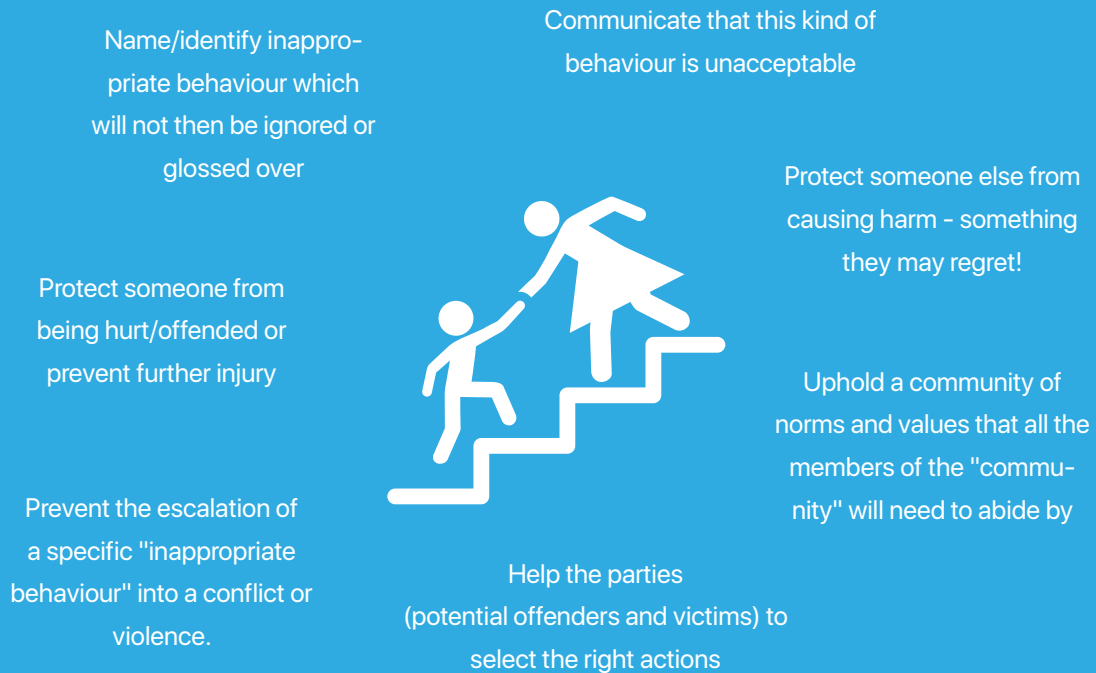 Name/identify inappro-
priate behaviour which
will not then be ignored or
glossed over
Communicate that this kind of
behaviour is unacceptable
Protect someone else from
causing harm - something
they may regret!
Protect someone from
being hurt/offended or
prevent further injury
Uphold a community of
norms and values that all the
members of the "commu-
nity" will need to abide by
Prevent the escalation of
a specific "inappropriate
behaviour" into a conflict or
violence.
Help the parties
(potential offenders and victims) to
select the right actions